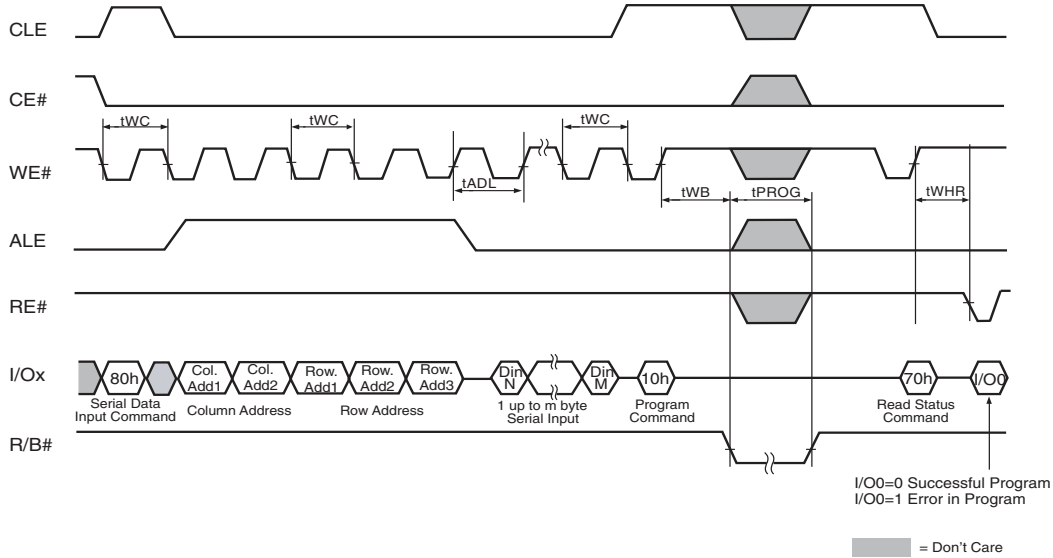 CLE
CE#
tWC
tWC
tWC
WE#
tADL
tWB
tPROG
tWHR
ALE
RE#
I/Ox
80h
Col.
Add1
Col.
Add2
Row.
Add1
Row.
Add2
Row.
Add3
Din
N
Din
M
10h
70h
I/O0
Serial Data
Input Command
Column Address
Row Address
1 up to m byte
Serial Input
Program
Command
Read Status
Command
R/B#
I/O0=0 Successful Program
I/O0=1 Error in Program
= Don't Care